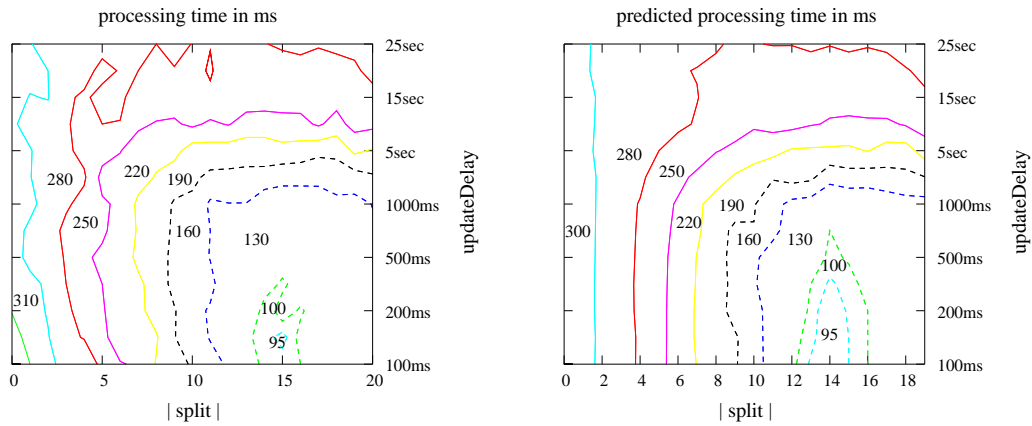 processing time in ms
310
280
250
220
190
160
130
100
95
25sec
15sec
5sec
1000ms
500ms
200ms
100ms
updateDelay
0 5 10 15 20
| split |
predicted processing time in ms
300
280
250
220
190
160
130
100
95
25sec
15sec
5sec
1000ms
500ms
200ms
100ms
updateDelay
0 2 4 6 8 10 12 14 16 18
| split |